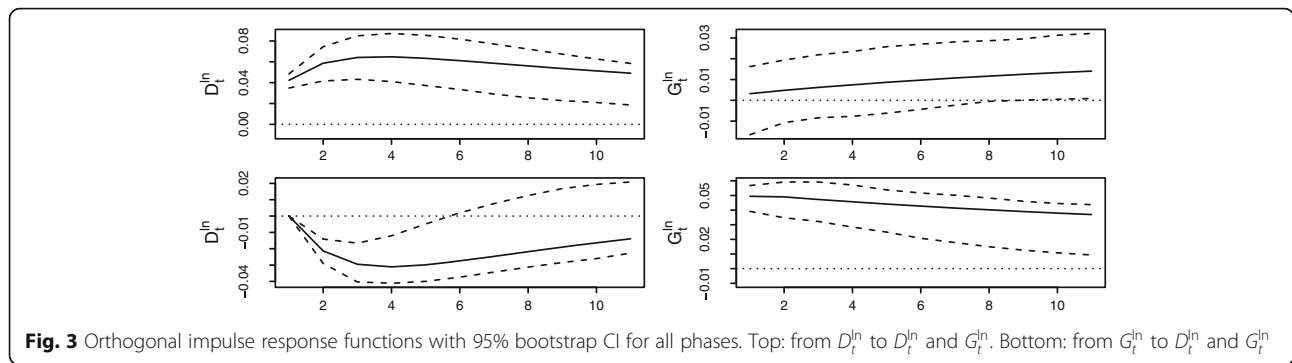 0.08
0.04
0.00
D_t^ln
2 4 6 8 10
0.03
0.01
-0.01
G_t^ln
2 4 6 8 10
0.02
-0.01
-0.04
D_t^ln
2 4 6 8 10
0.05
0.02
-0.01
G_t^ln
2 4 6 8 10
Fig. 3 Orthogonal impulse response functions with 95% bootstrap CI for all phases. Top: from D_t^ln to D_t^ln and G_t^ln. Bottom: from G_t^ln to D_t^ln and G_t^ln